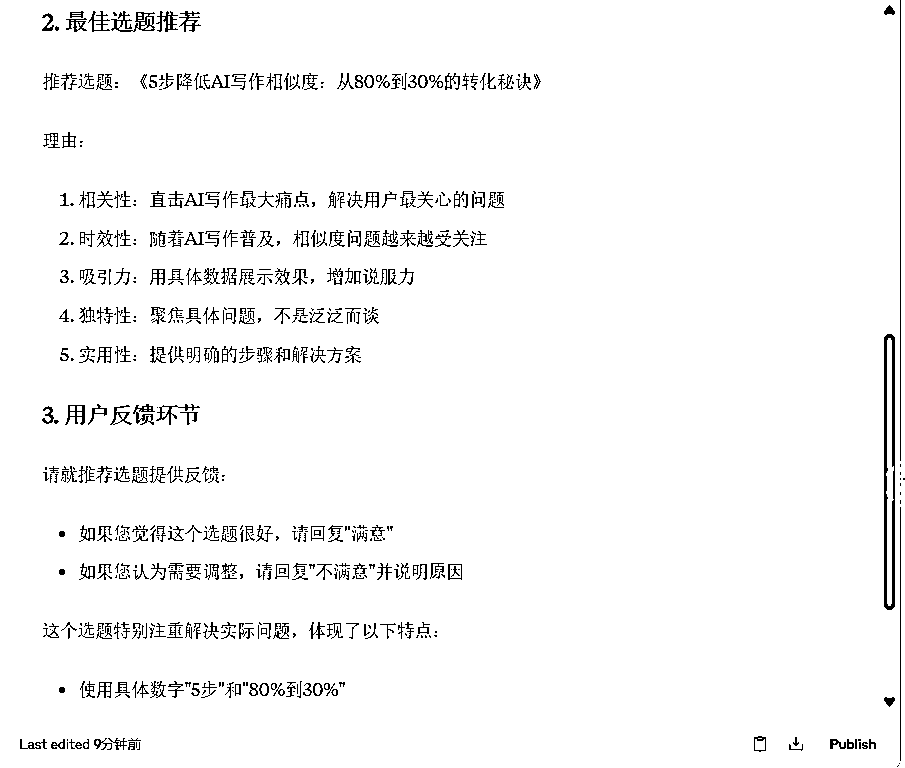 2. 最佳选题推荐
推荐选题：《5步降低AI写作相似度：从80%到30%的转化秘诀》
理由：
1. 相关性：直击AI写作最大痛点，解决用户最关心的问题
2. 时效性：随着AI写作普及，相似度问题越来越受关注
3. 吸引力：用具体数据展示效果，增加说服力
4. 独特性：聚焦具体问题，不是泛泛而谈
5. 实用性：提供明确的步骤和解决方案
3. 用户反馈环节
请就推荐选题提供反馈：
• 如果您觉得这个选题很好，请回复"满意"
• 如果您认为需要调整，请回复"不满意"并说明原因
这个选题特别注重解决实际问题，体现了以下特点：
• 使用具体数字"5步"和"80%到30%"
Last edited 9分钟前
Publish